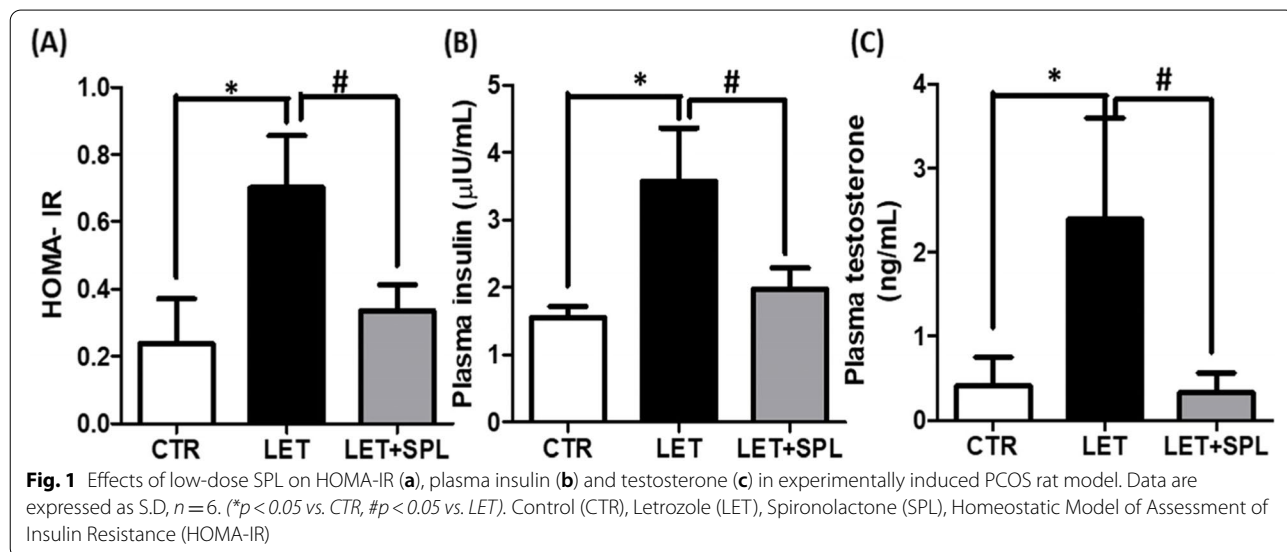 (A)
HOMA- IR
1.0
0.8
0.6
0.4
0.2
0.0
*
#
CTR
LET
LET+SPL
(B)
Plasma insulin (µIU/mL)
5
4
3
2
1
0
*
#
CTR
LET
LET+SPL
(C)
Plasma testosterone
(ng/mL)
4
3
2
1
0
*
#
CTR
LET
LET+SPL
Fig. 1 Effects of low-dose SPL on HOMA-IR (a), plasma insulin (b) and testosterone (c) in experimentally induced PCOS rat model. Data are
expressed as S.D, n = 6. (*p < 0.05 vs. CTR, #p < 0.05 vs. LET). Control (CTR), Letrozole (LET), Spironolactone (SPL), Homeostatic Model of Assessment of
Insulin Resistance (HOMA-IR)